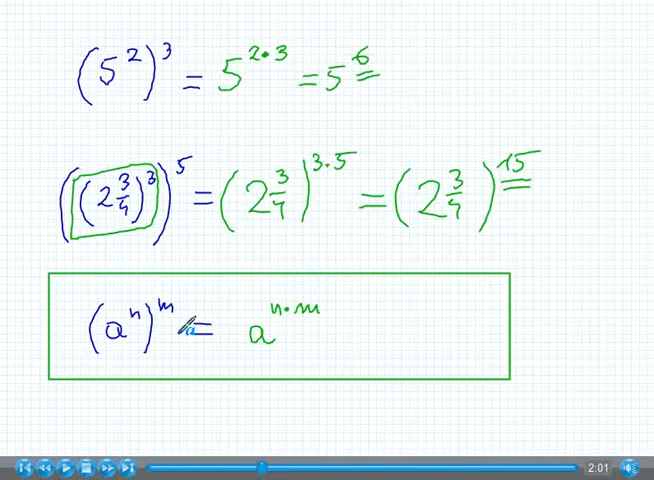 (5²)³ = 5^(2·3) = 5⁶
((2 3/4)³)⁵ = (2 3/4)^(3·5) = (2 3/4)^15
(aⁿ)ᵐ = a^(n·m)
2:01